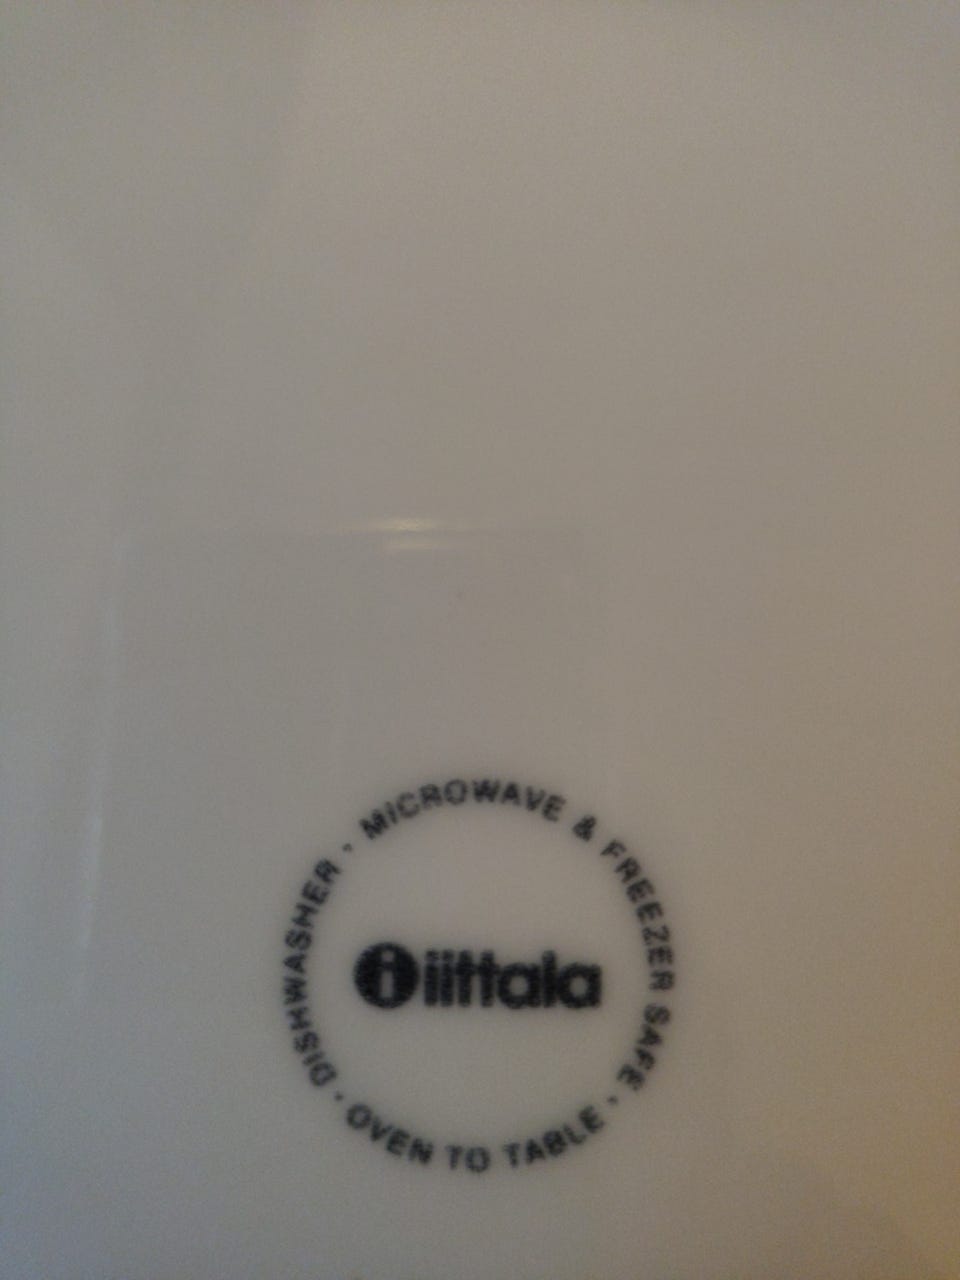 DISHWASHER · MICROWAVE & FREEZER SAFE · OVEN TO TABLE ·
i iittala